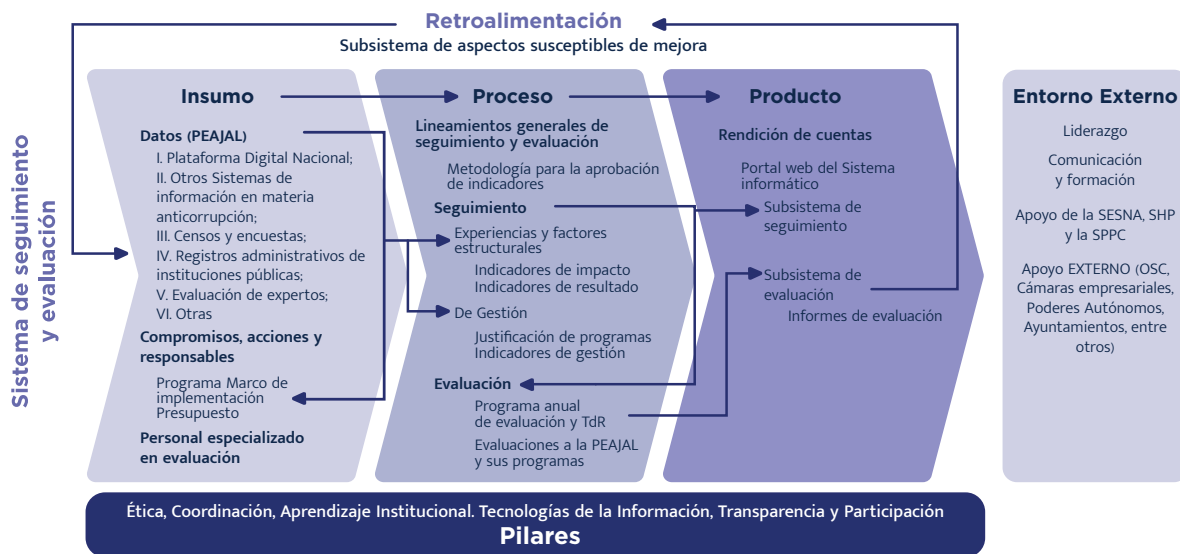 Retroalimentación
Subsistema de aspectos susceptibles de mejora
Sistema de seguimiento
y evaluación
Insumo
Datos (PEAJAL)
I. Plataforma Digital Nacional;
II. Otros Sistemas de
información en materia
anticorrupción;
III. Censos y encuestas;
IV. Registros administrativos de
instituciones públicas;
V. Evaluación de expertos;
VI. Otras
Compromisos, acciones y
responsables
Programa Marco de
implementación
Presupuesto
Personal especializado
en evaluación
Proceso
Lineamientos generales de
seguimiento y evaluación
Metodología para la aprobación
de indicadores
Seguimiento
Experiencias y factores
estructurales
Indicadores de impacto
Indicadores de resultado
De Gestión
Justificación de programas
Indicadores de gestión
Evaluación
Programa anual
de evaluación y TdR
Evaluaciones a la PEAJAL
y sus programas
Producto
Rendición de cuentas
Portal web del Sistema
informático
Subsistema de
seguimiento
Subsistema de
evaluación
Informes de evaluación
Entorno Externo
Liderazgo
Comunicación
y formación
Apoyo de la SESNA, SHP
y la SPPC
Apoyo EXTERNO (OSC,
Cámaras empresariales,
Poderes Autónomos,
Ayuntamientos, entre
otros)
Ética, Coordinación, Aprendizaje Institucional. Tecnologías de la Información, Transparencia y Participación
Pilares